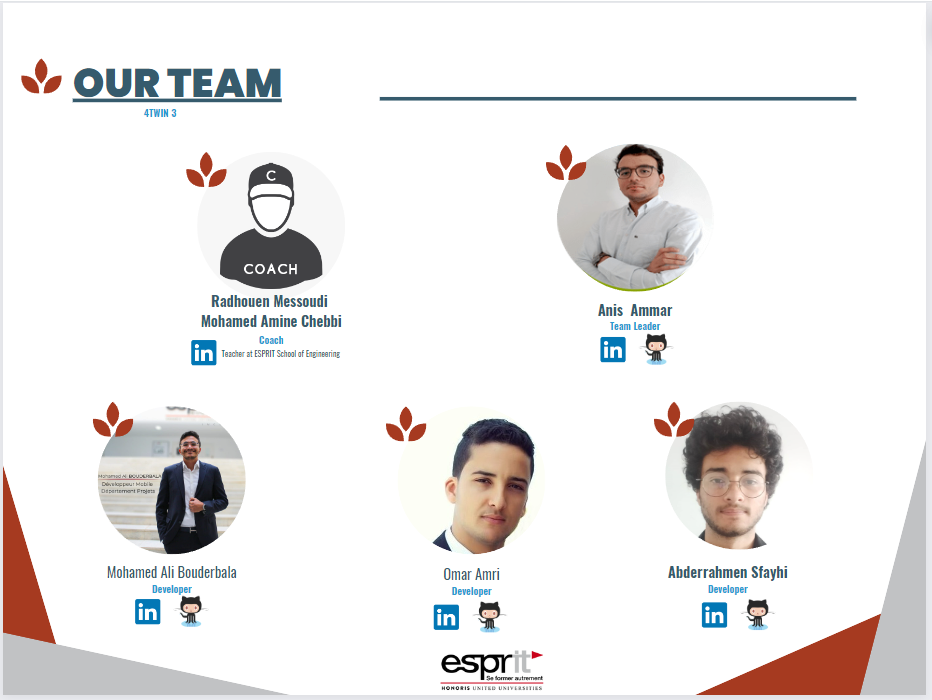 OUR TEAM
4TWIN 3
C
COACH
Radhouen Messoudi
Mohamed Amine Chebbi
Coach
in
Teacher at ESPRIT School of Engineering
Anis Ammar
Team Leader
in
Mohamed Ali BOUDERBALA
Développeur Mobile
Département Projets
Mohamed Ali Bouderbala
Developer
in
Omar Amri
Developer
in
Abderrahmen Sfayhi
Developer
in
esprit
Se former autrement
HONORIS UNITED UNIVERSITIES